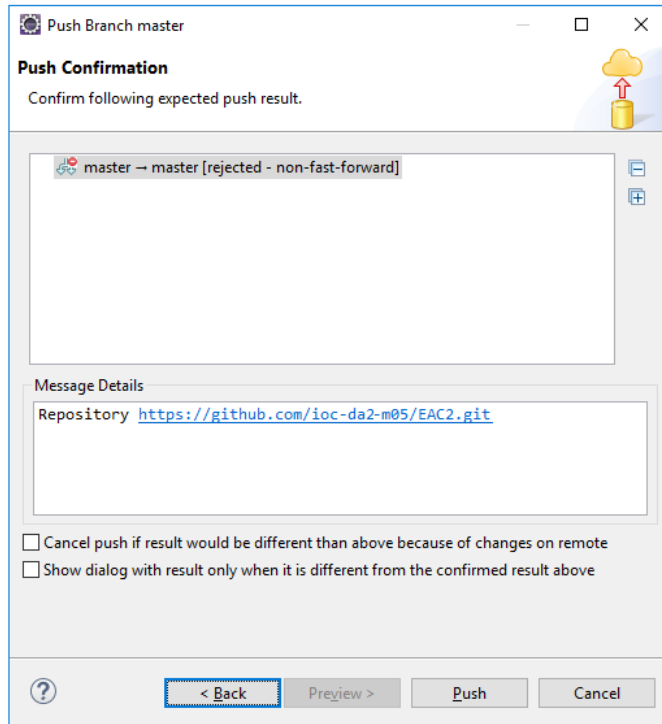 Push Branch master
Push Confirmation
Confirm following expected push result.
master → master [rejected - non-fast-forward]
Message Details
Repository https://github.com/ioc-da2-m05/EAC2.git
Cancel push if result would be different than above because of changes on remote
Show dialog with result only when it is different from the confirmed result above
? < Back Preview > Push Cancel